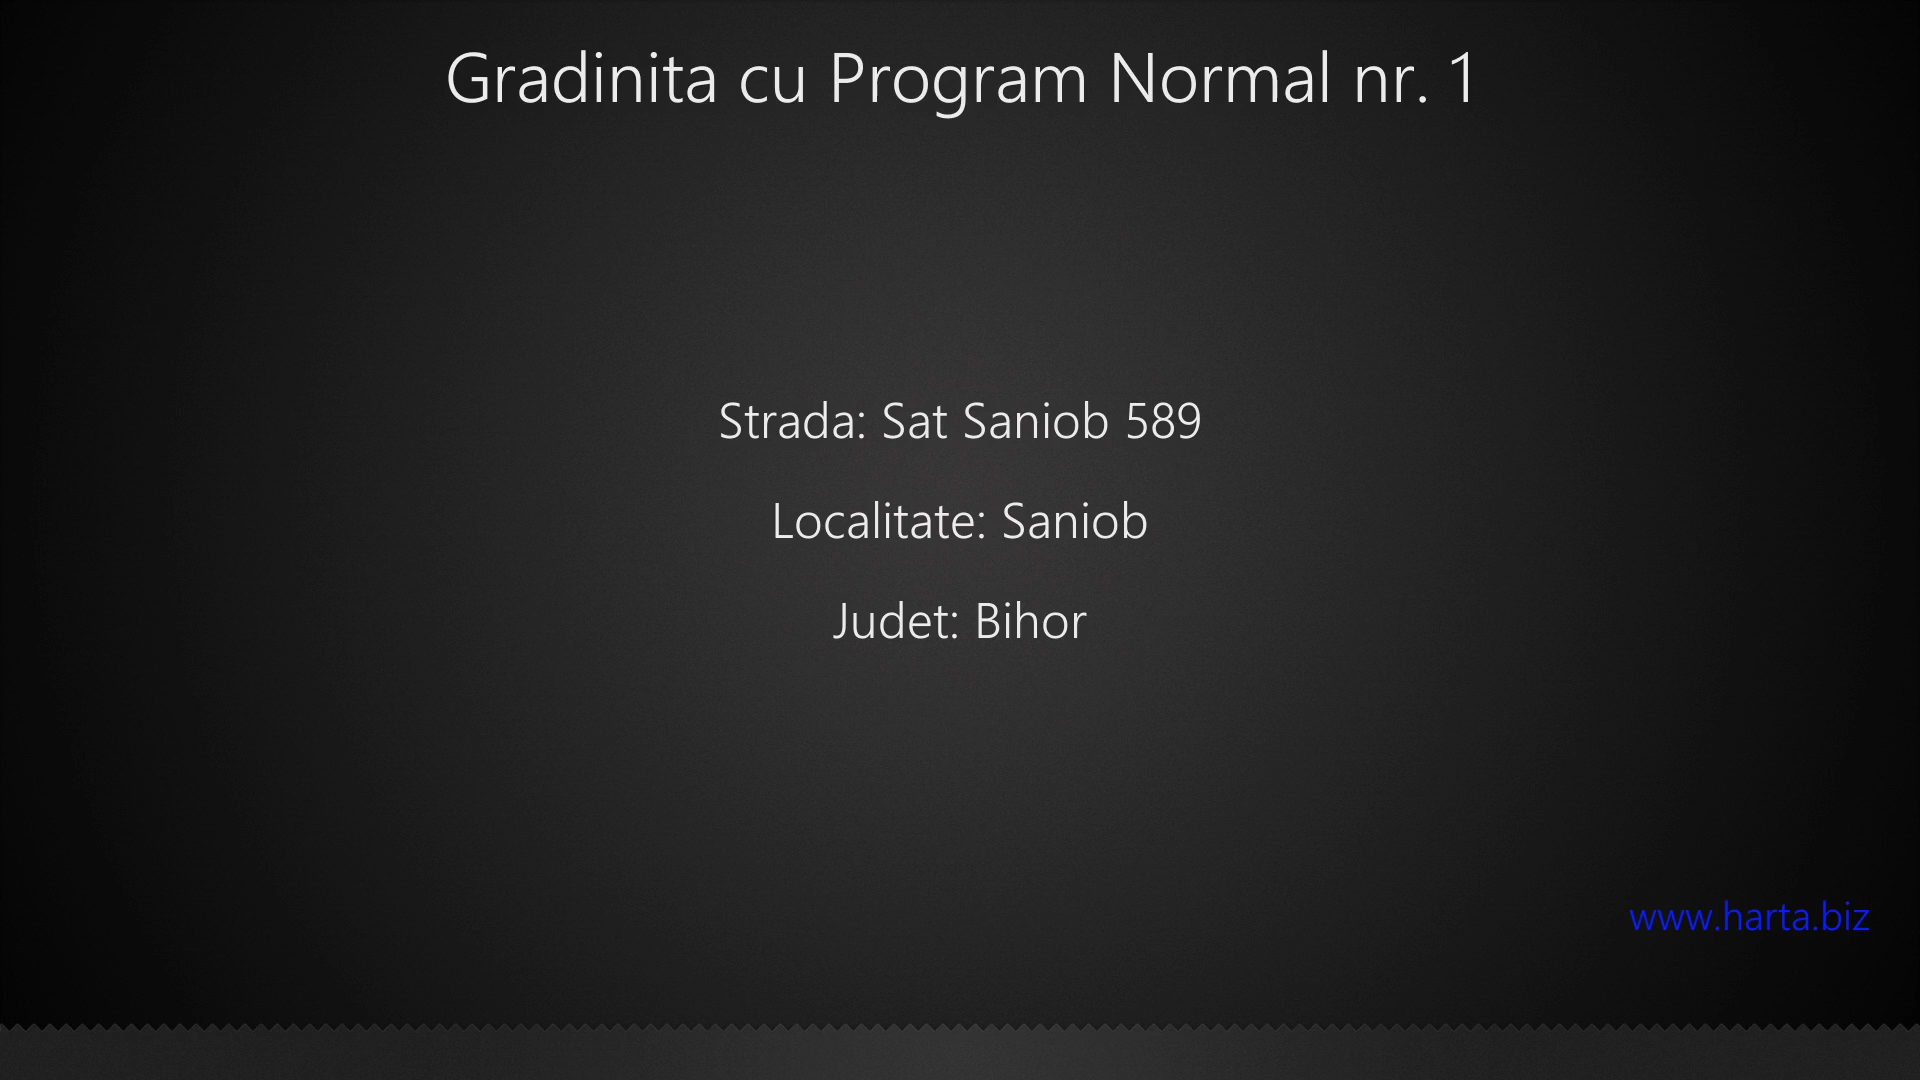 Gradinita cu Program Normal nr. 1
Strada: Sat Saniob 589
Localitate: Saniob
Judet: Bihor
www.harta.biz